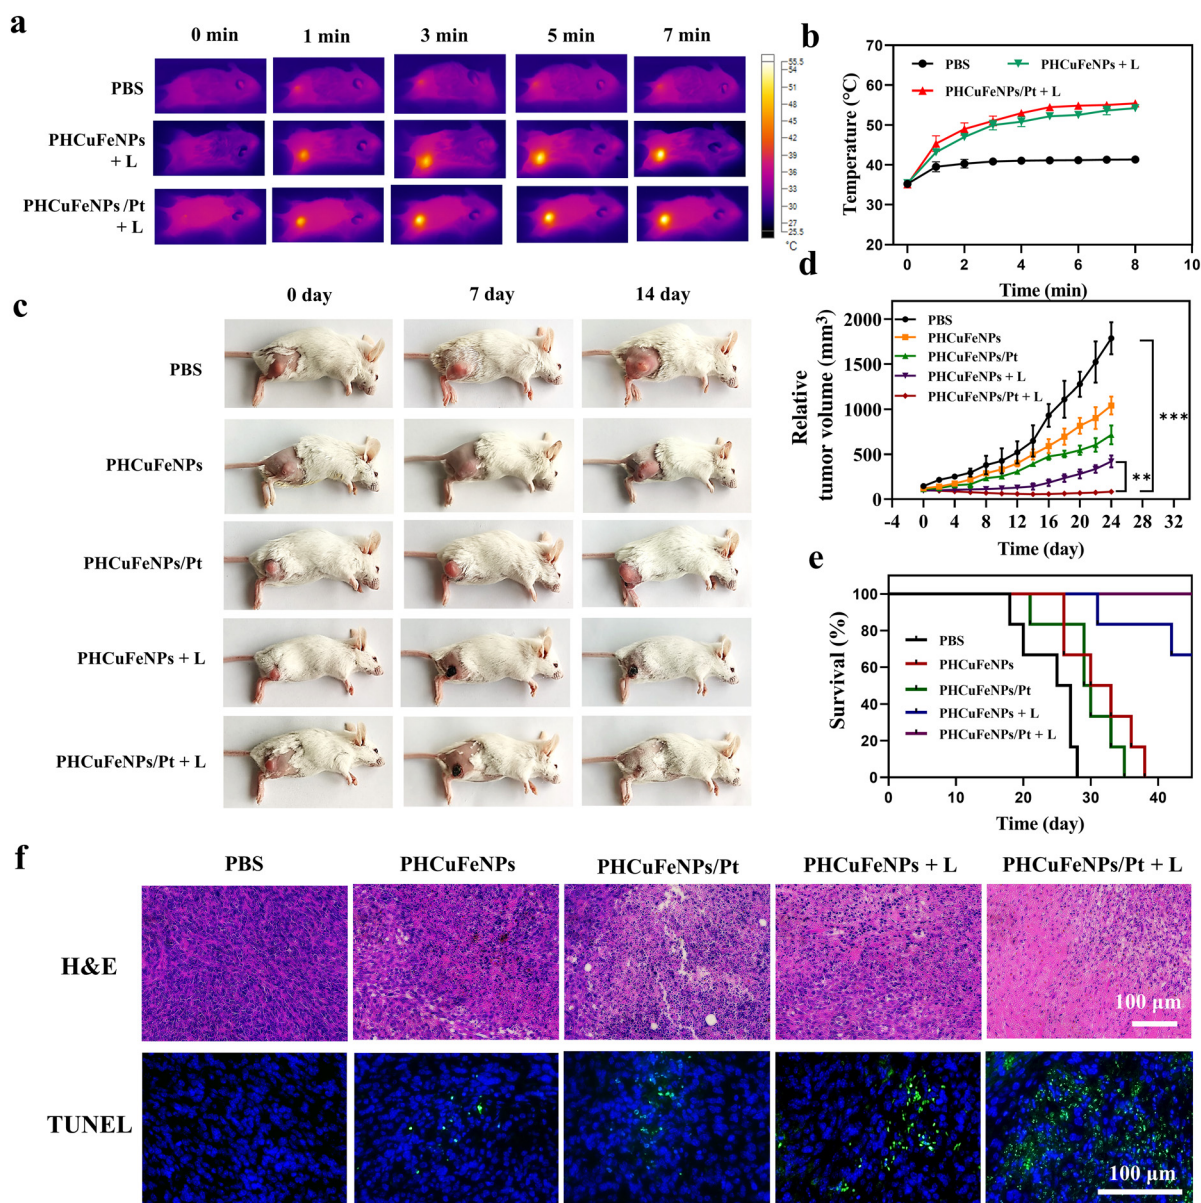 a
0 min 1 min 3 min 5 min 7 min
PBS
PHCuFeNPs
+ L
PHCuFeNPs /Pt
+ L
55.5
54
51
48
45
42
39
36
33
30
27
25.5
°C
b
Temperature (°C)
70
60
50
40
30
20
PBS
PHCuFeNPs + L
PHCuFeNPs/Pt + L
0 2 4 6 8 10
Time (min)
c
0 day 7 day 14 day
PBS
PHCuFeNPs
PHCuFeNPs/Pt
PHCuFeNPs + L
PHCuFeNPs/Pt + L
d
Relative
tumor volume (mm³)
2000
1500
1000
500
0
PBS
PHCuFeNPs
PHCuFeNPs/Pt
PHCuFeNPs + L
PHCuFeNPs/Pt + L
***
**
-4 0 4 8 12 16 20 24 28 32
Time (day)
e
Survival (%)
100
80
60
40
20
0
PBS
PHCuFeNPs
PHCuFeNPs/Pt
PHCuFeNPs + L
PHCuFeNPs/Pt + L
0 10 20 30 40
Time (day)
f
PBS PHCuFeNPs PHCuFeNPs/Pt PHCuFeNPs + L PHCuFeNPs/Pt + L
H&E
100 μm
TUNEL
100 μm